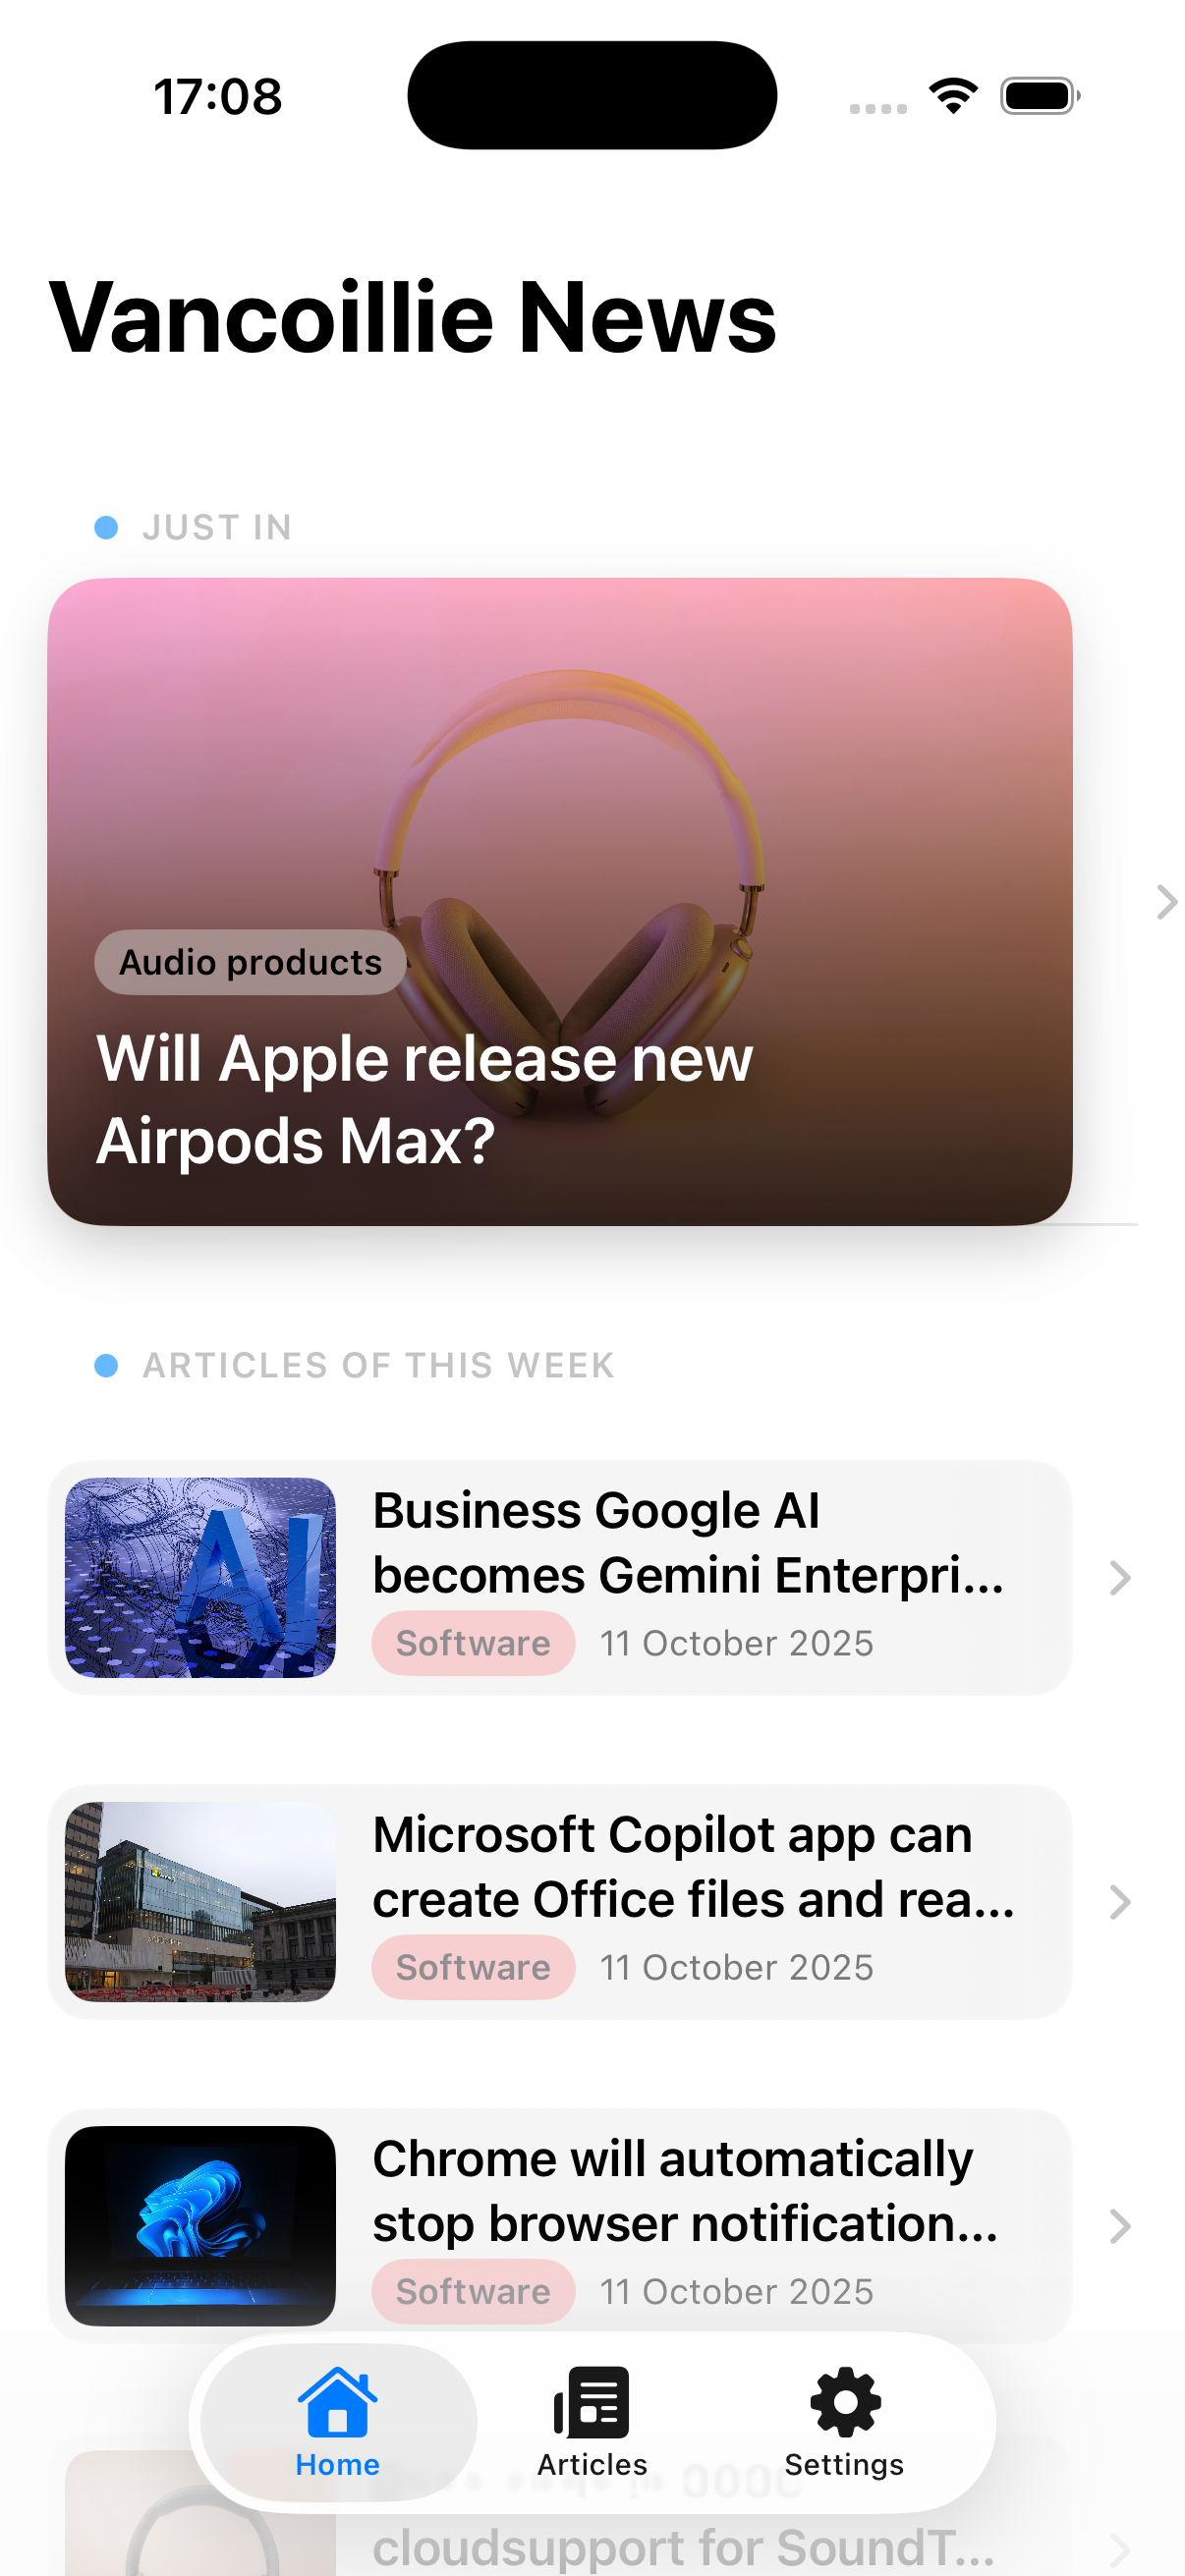 17:08
Vancoillie News
JUST IN
Audio products
Will Apple release new
Airpods Max?
ARTICLES OF THIS WEEK
Business Google AI
becomes Gemini Enterpri...
Software 11 October 2025
Microsoft Copilot app can
create Office files and rea...
Software 11 October 2025
Chrome will automatically
stop browser notification...
Software 11 October 2025
Home Articles Settings
cloudsupport for SoundT...